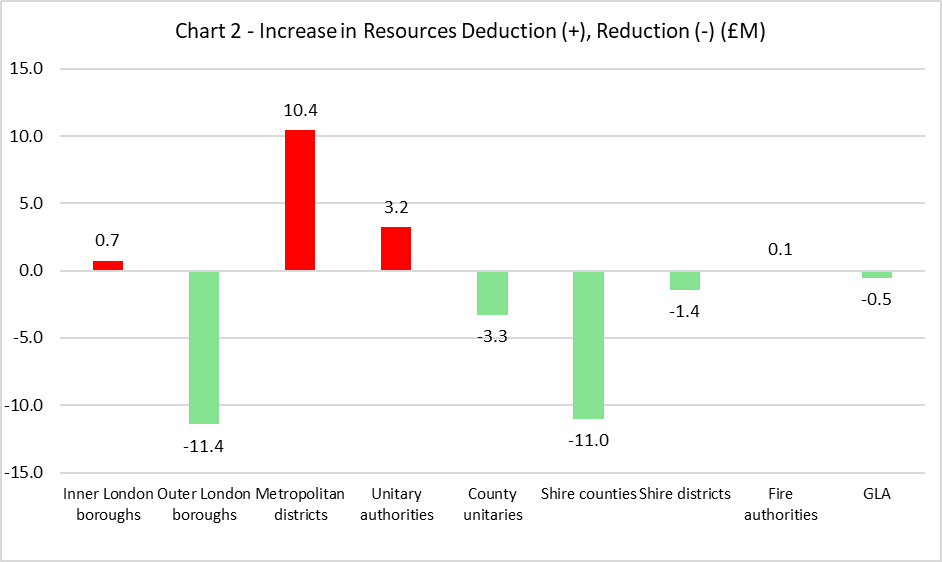 Chart 2 - Increase in Resources Deduction (+), Reduction (-) (£M)
15.0
10.0
5.0
0.0
-5.0
-10.0
-15.0
0.7
-11.4
10.4
3.2
-3.3
-11.0
-1.4
0.1
-0.5
Inner London
boroughs
Outer London
boroughs
Metropolitan
districts
Unitary
authorities
County
unitaries
Shire counties
Shire districts
Fire
authorities
GLA